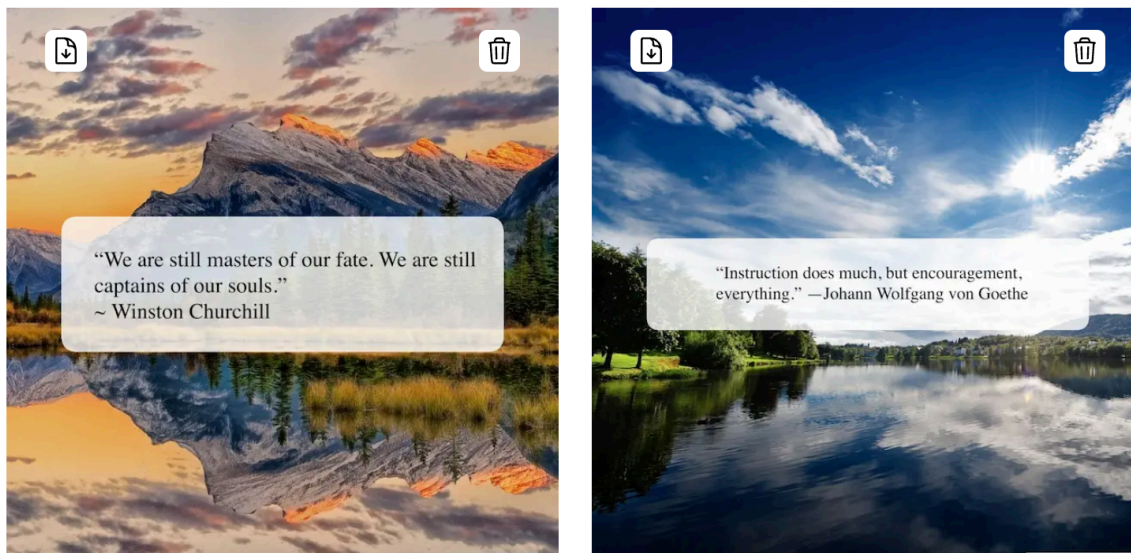 “We are still masters of our fate. We are still
captains of our souls.”
~ Winston Churchill
“Instruction does much, but encouragement,
everything.” —Johann Wolfgang von Goethe